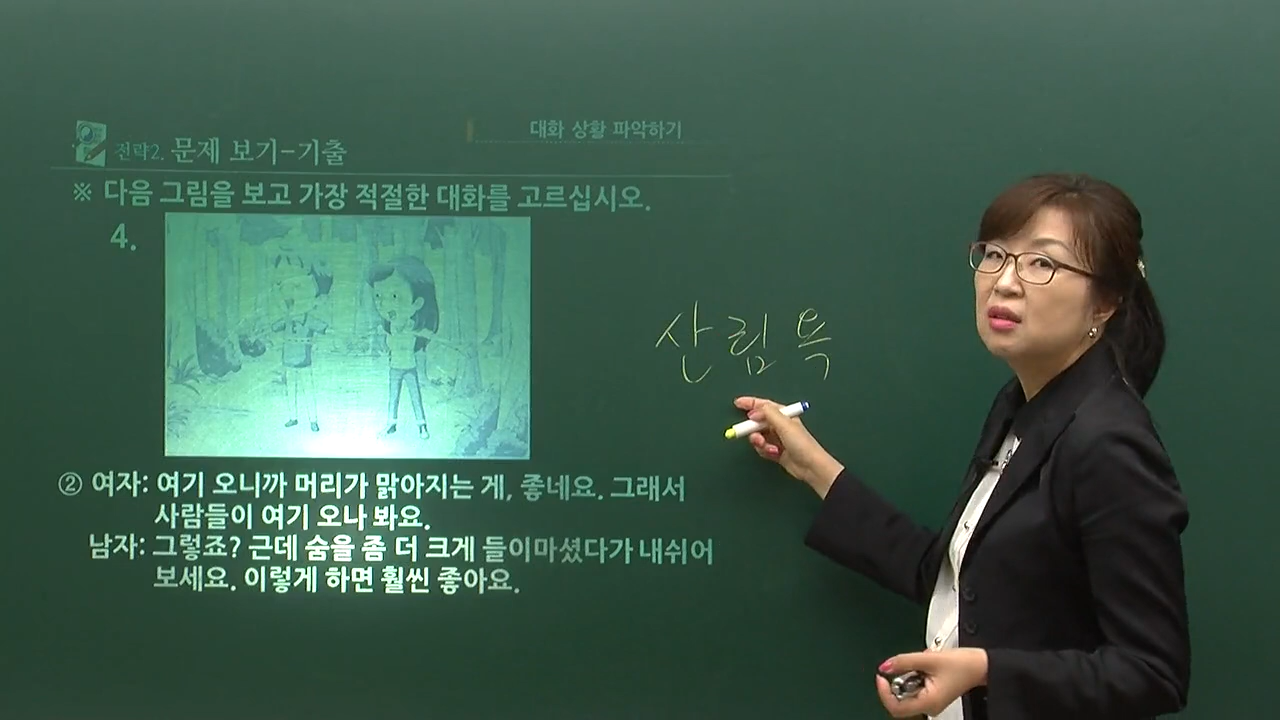 대화 상황 파악하기
전략2. 문제 보기-기출
※ 다음 그림을 보고 가장 적절한 대화를 고르십시오.
4.
산림욕
② 여자: 여기 오니까 머리가 맑아지는 게, 좋네요. 그래서
사람들이 여기 오나 봐요.
남자: 그렇죠? 근데 숨을 좀 더 크게 들이마셨다가 내쉬어
보세요. 이렇게 하면 훨씬 좋아요.